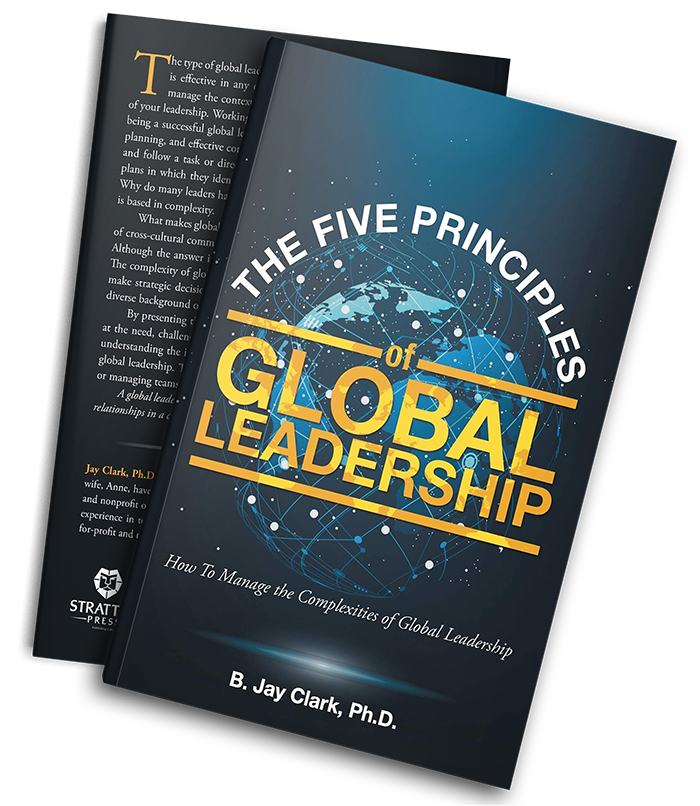 The type of global lea
is effective in any
manage the contex
of your leadership. Working
being a successful global le
planning, and effective co
and follow a task or dire
plans in which they iden
Why do many leaders ha
is based in complexity.
What makes global
of cross-cultural comm
Although the answer i
The complexity of glo
make strategic decisi
diverse background o
By presenting t
at the need, challen
understanding the i
global leadership. T
or managing teams
A global leade
relationships in a c
Jay Clark, Ph.D
wife, Anne, have
and nonprofit o
experience in t
for-profit and
STRATT
PRESS
THE FIVE PRINCIPLES
of
GLOBAL
LEADERSHIP
How To Manage the Complexities of Global Leadership
B. Jay Clark, Ph.D.